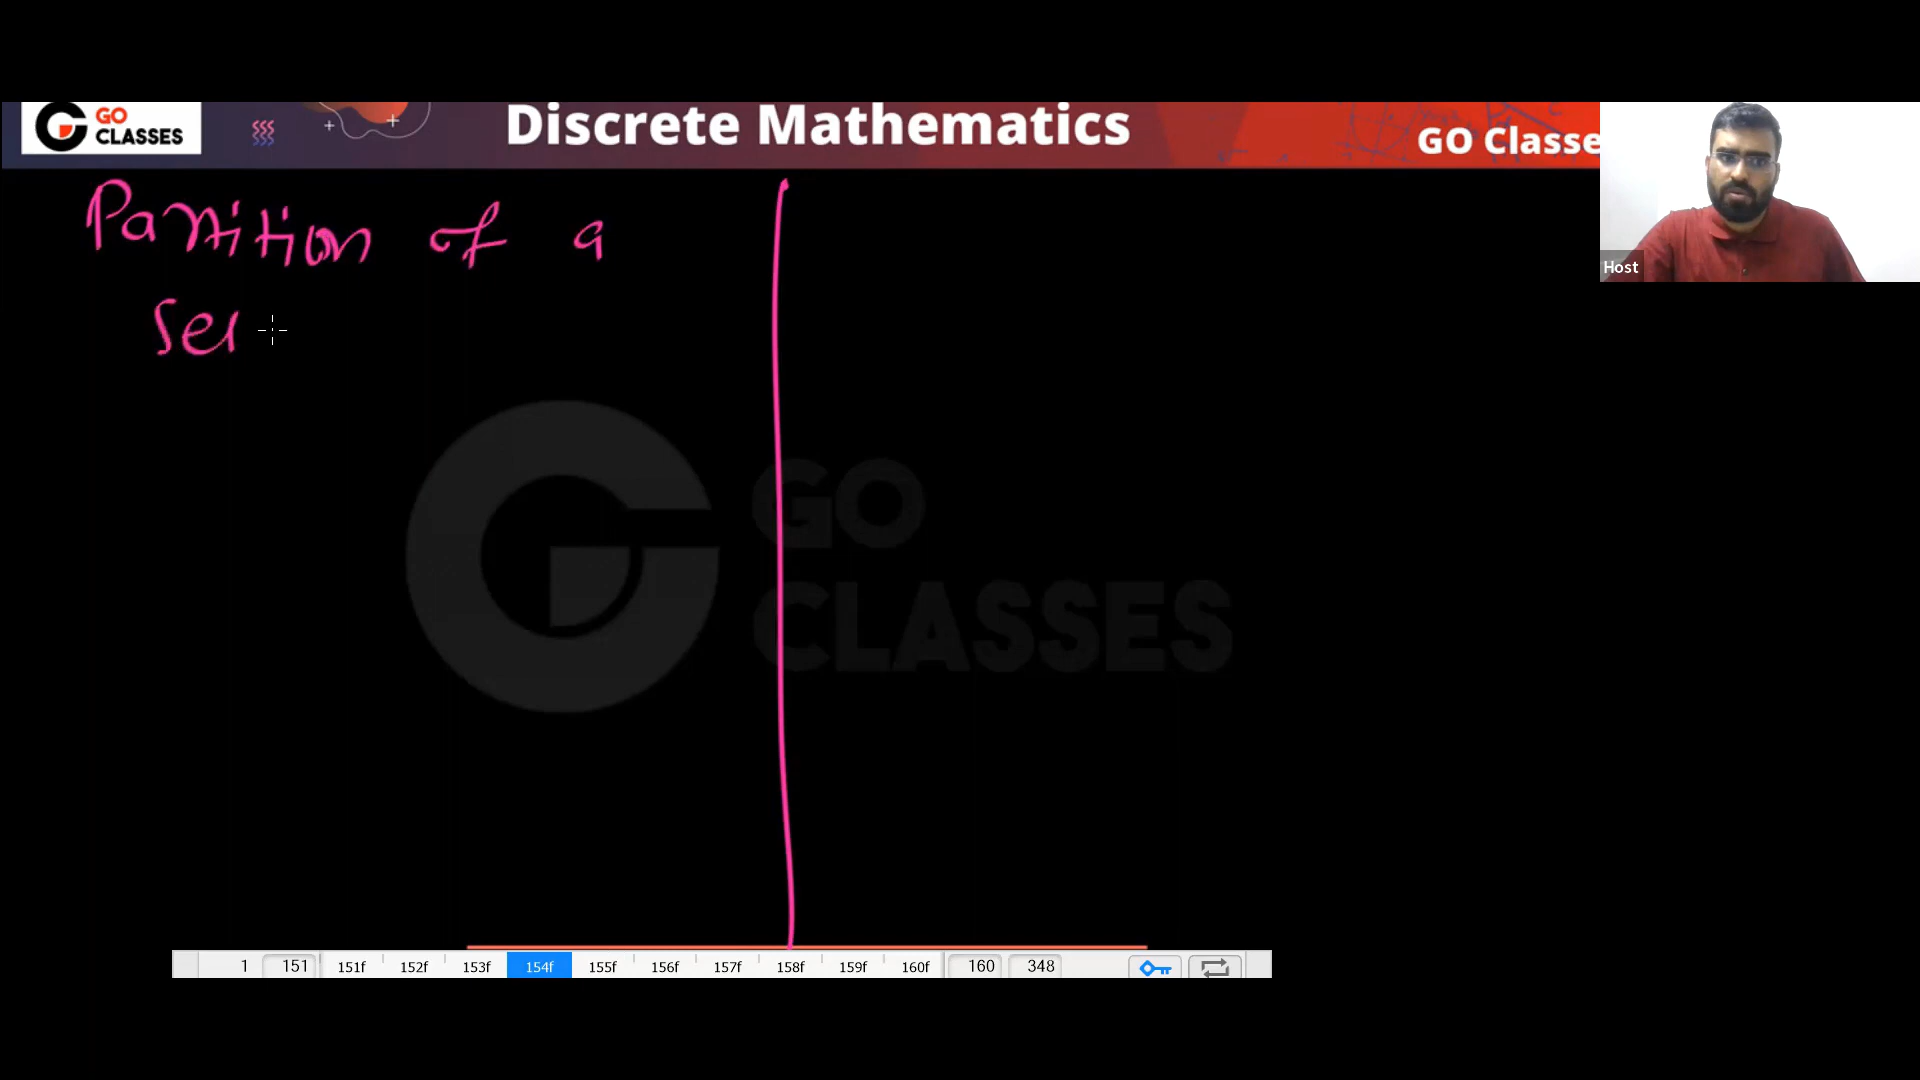 GO
CLASSES
Discrete Mathematics
GO Classe
Host
Partition of a
Set
GO
CLASSES
1 151 151f 152f 153f 154f 155f 156f 157f 158f 159f 160f 160 348